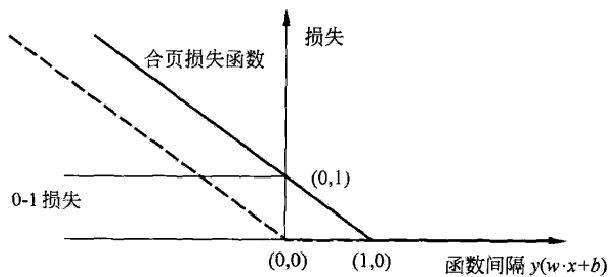 损失
合页损失函数
(0,1)
0-1 损失
(0,0)
(1,0)
函数间隔 y(w·x+b)